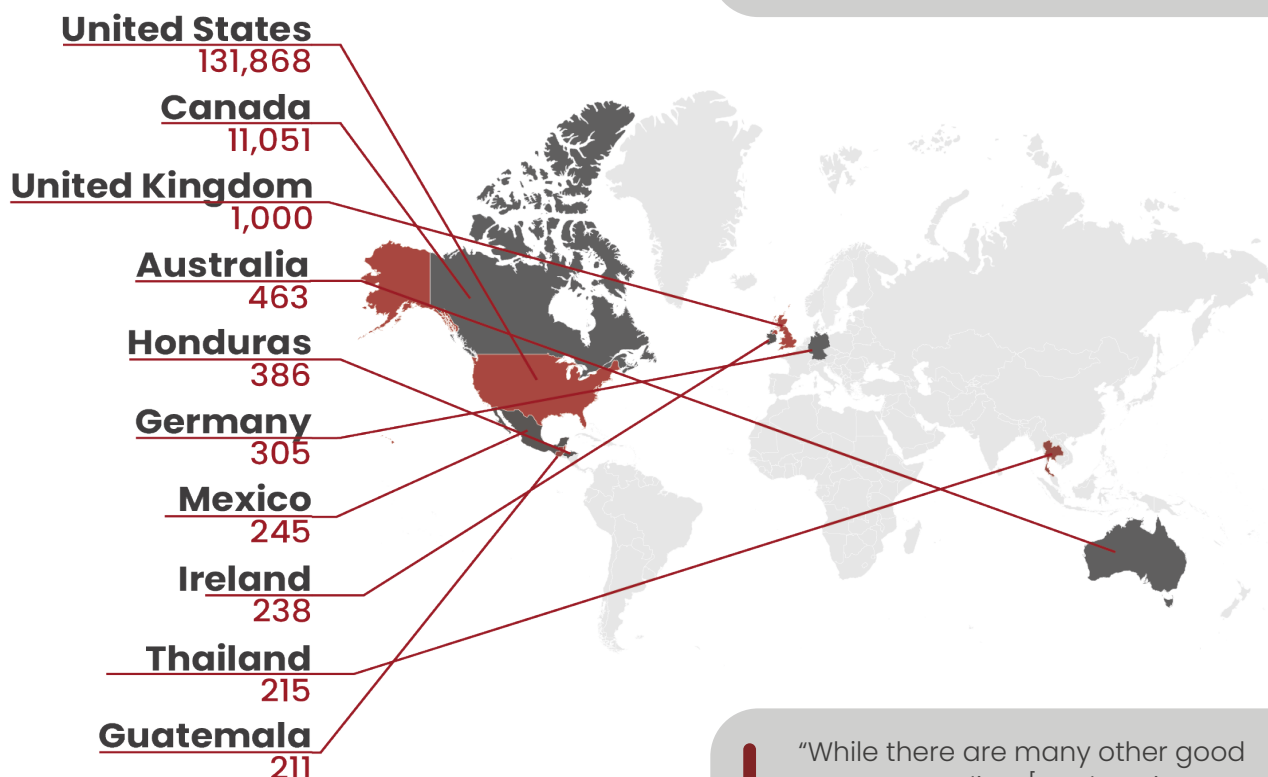 United States
131,868
Canada
11,051
United Kingdom
1,000
Australia
463
Honduras
386
Germany
305
Mexico
245
Ireland
238
Thailand
215
Guatemala
211
“While there are many other good